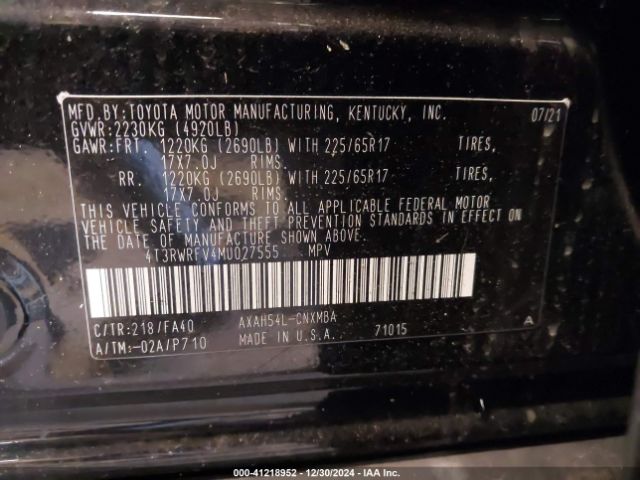 MFD.BY:TOYOTA MOTOR MANUFACTURING, KENTUCKY, INC. 07/21
GVWR:2230KG (4920LB)
GAWR:FRT. 1220KG (2690LB) WITH 225/65R17 TIRES,
17X7.0J RIMS.
RR. 1220KG (2690LB) WITH 225/65R17 TIRES,
17X7.0J RIMS.
THIS VEHICLE CONFORMS TO ALL APPLICABLE FEDERAL MOTOR
VEHICLE SAFETY AND THEFT PREVENTION STANDARDS IN EFFECT ON
THE DATE OF MANUFACTURE SHOWN ABOVE.
4T3RWRFV4MU027555 MPV
C/TR:218/FA40 AXAH54L-CNXMBA
A/TM:-02A/P710 MADE IN U.S.A. 71015 A
000-41218952 - 12/30/2024 - IAA Inc.